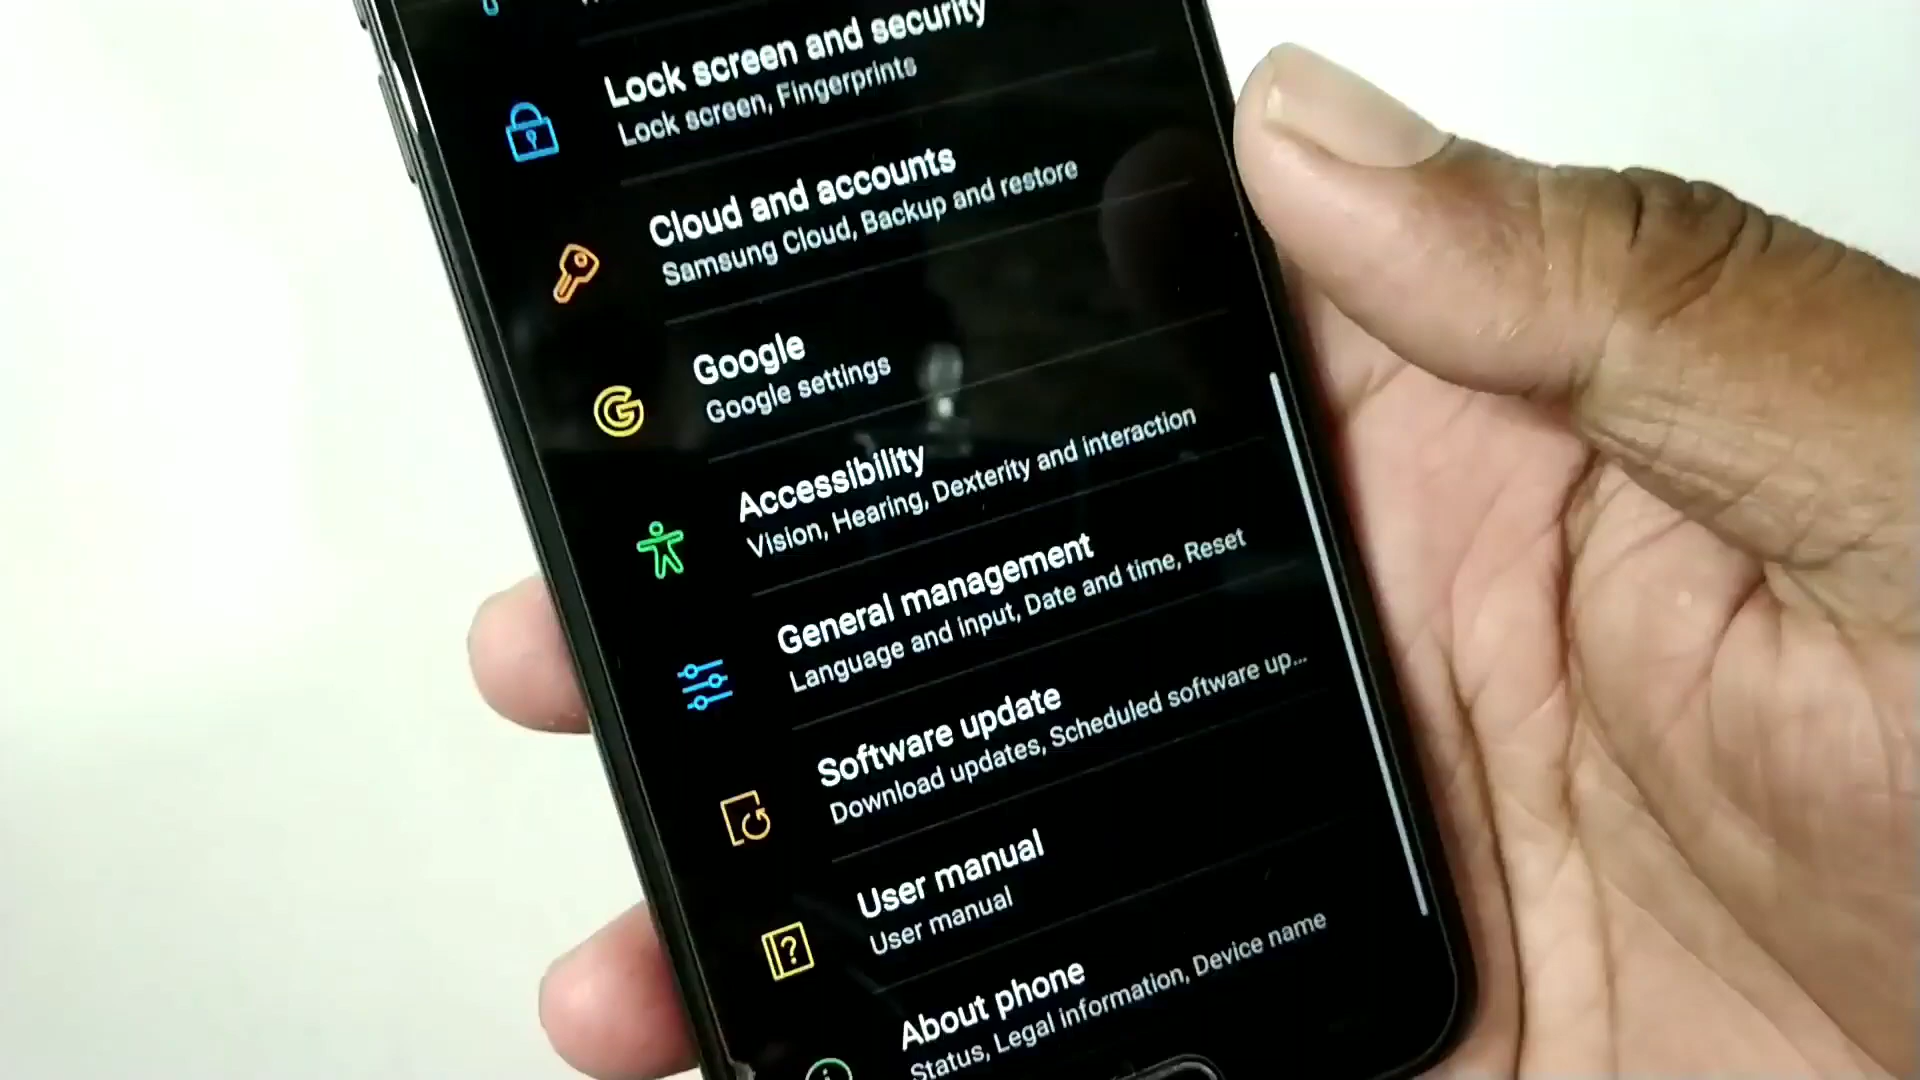 Lock screen and security
Lock screen, Fingerprints
Cloud and accounts
Samsung Cloud, Backup and restore
Google
Google settings
Accessibility
Vision, Hearing, Dexterity and interaction
General management
Language and input, Date and time, Reset
Software update
Download updates, Scheduled software up...
User manual
User manual
About phone
Status, Legal information, Device name